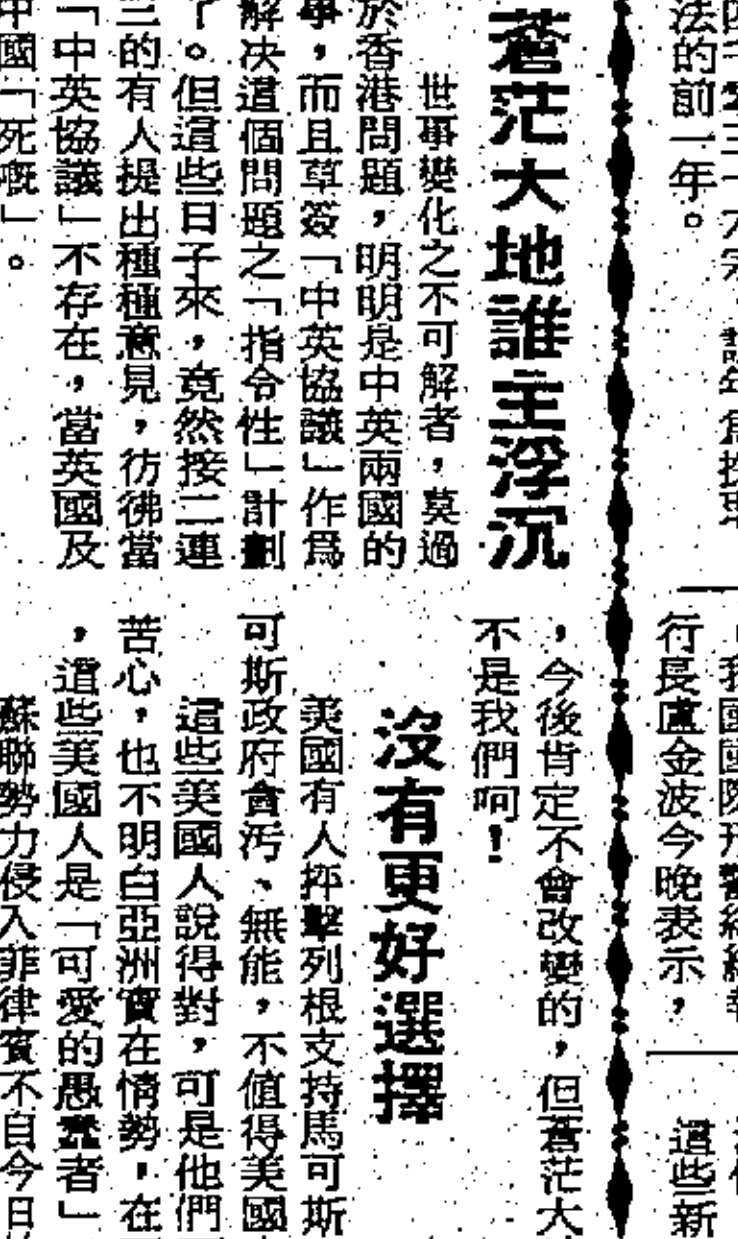 法的前一年。
行長盧金波今晚表示，
這些新
蒼茫大地誰主浮沉
世事變化之不可解者，莫過
於香港問題，明明是中英兩國的
事，而且草簽「中英協議」作爲
解决這個問題之「指令性」計劃
了。但這些日子來，竟然接二連
三的有人提出種種意見，彷彿當
「中英協議」不存在，當英國及
中國「死嘅」。
，今後肯定不會改變的，但蒼茫大
不是我們呵！
沒有更好選擇
美國有人抨擊列根支持馬可斯
可斯政府貪污、無能，不值得美國
這些美國人說得對，可是他們
苦心，也不明白亞洲實在情勢，在
，這些美國人是「可愛的愚蠢者」
蘇聯勢力侵入菲律賓不自今日